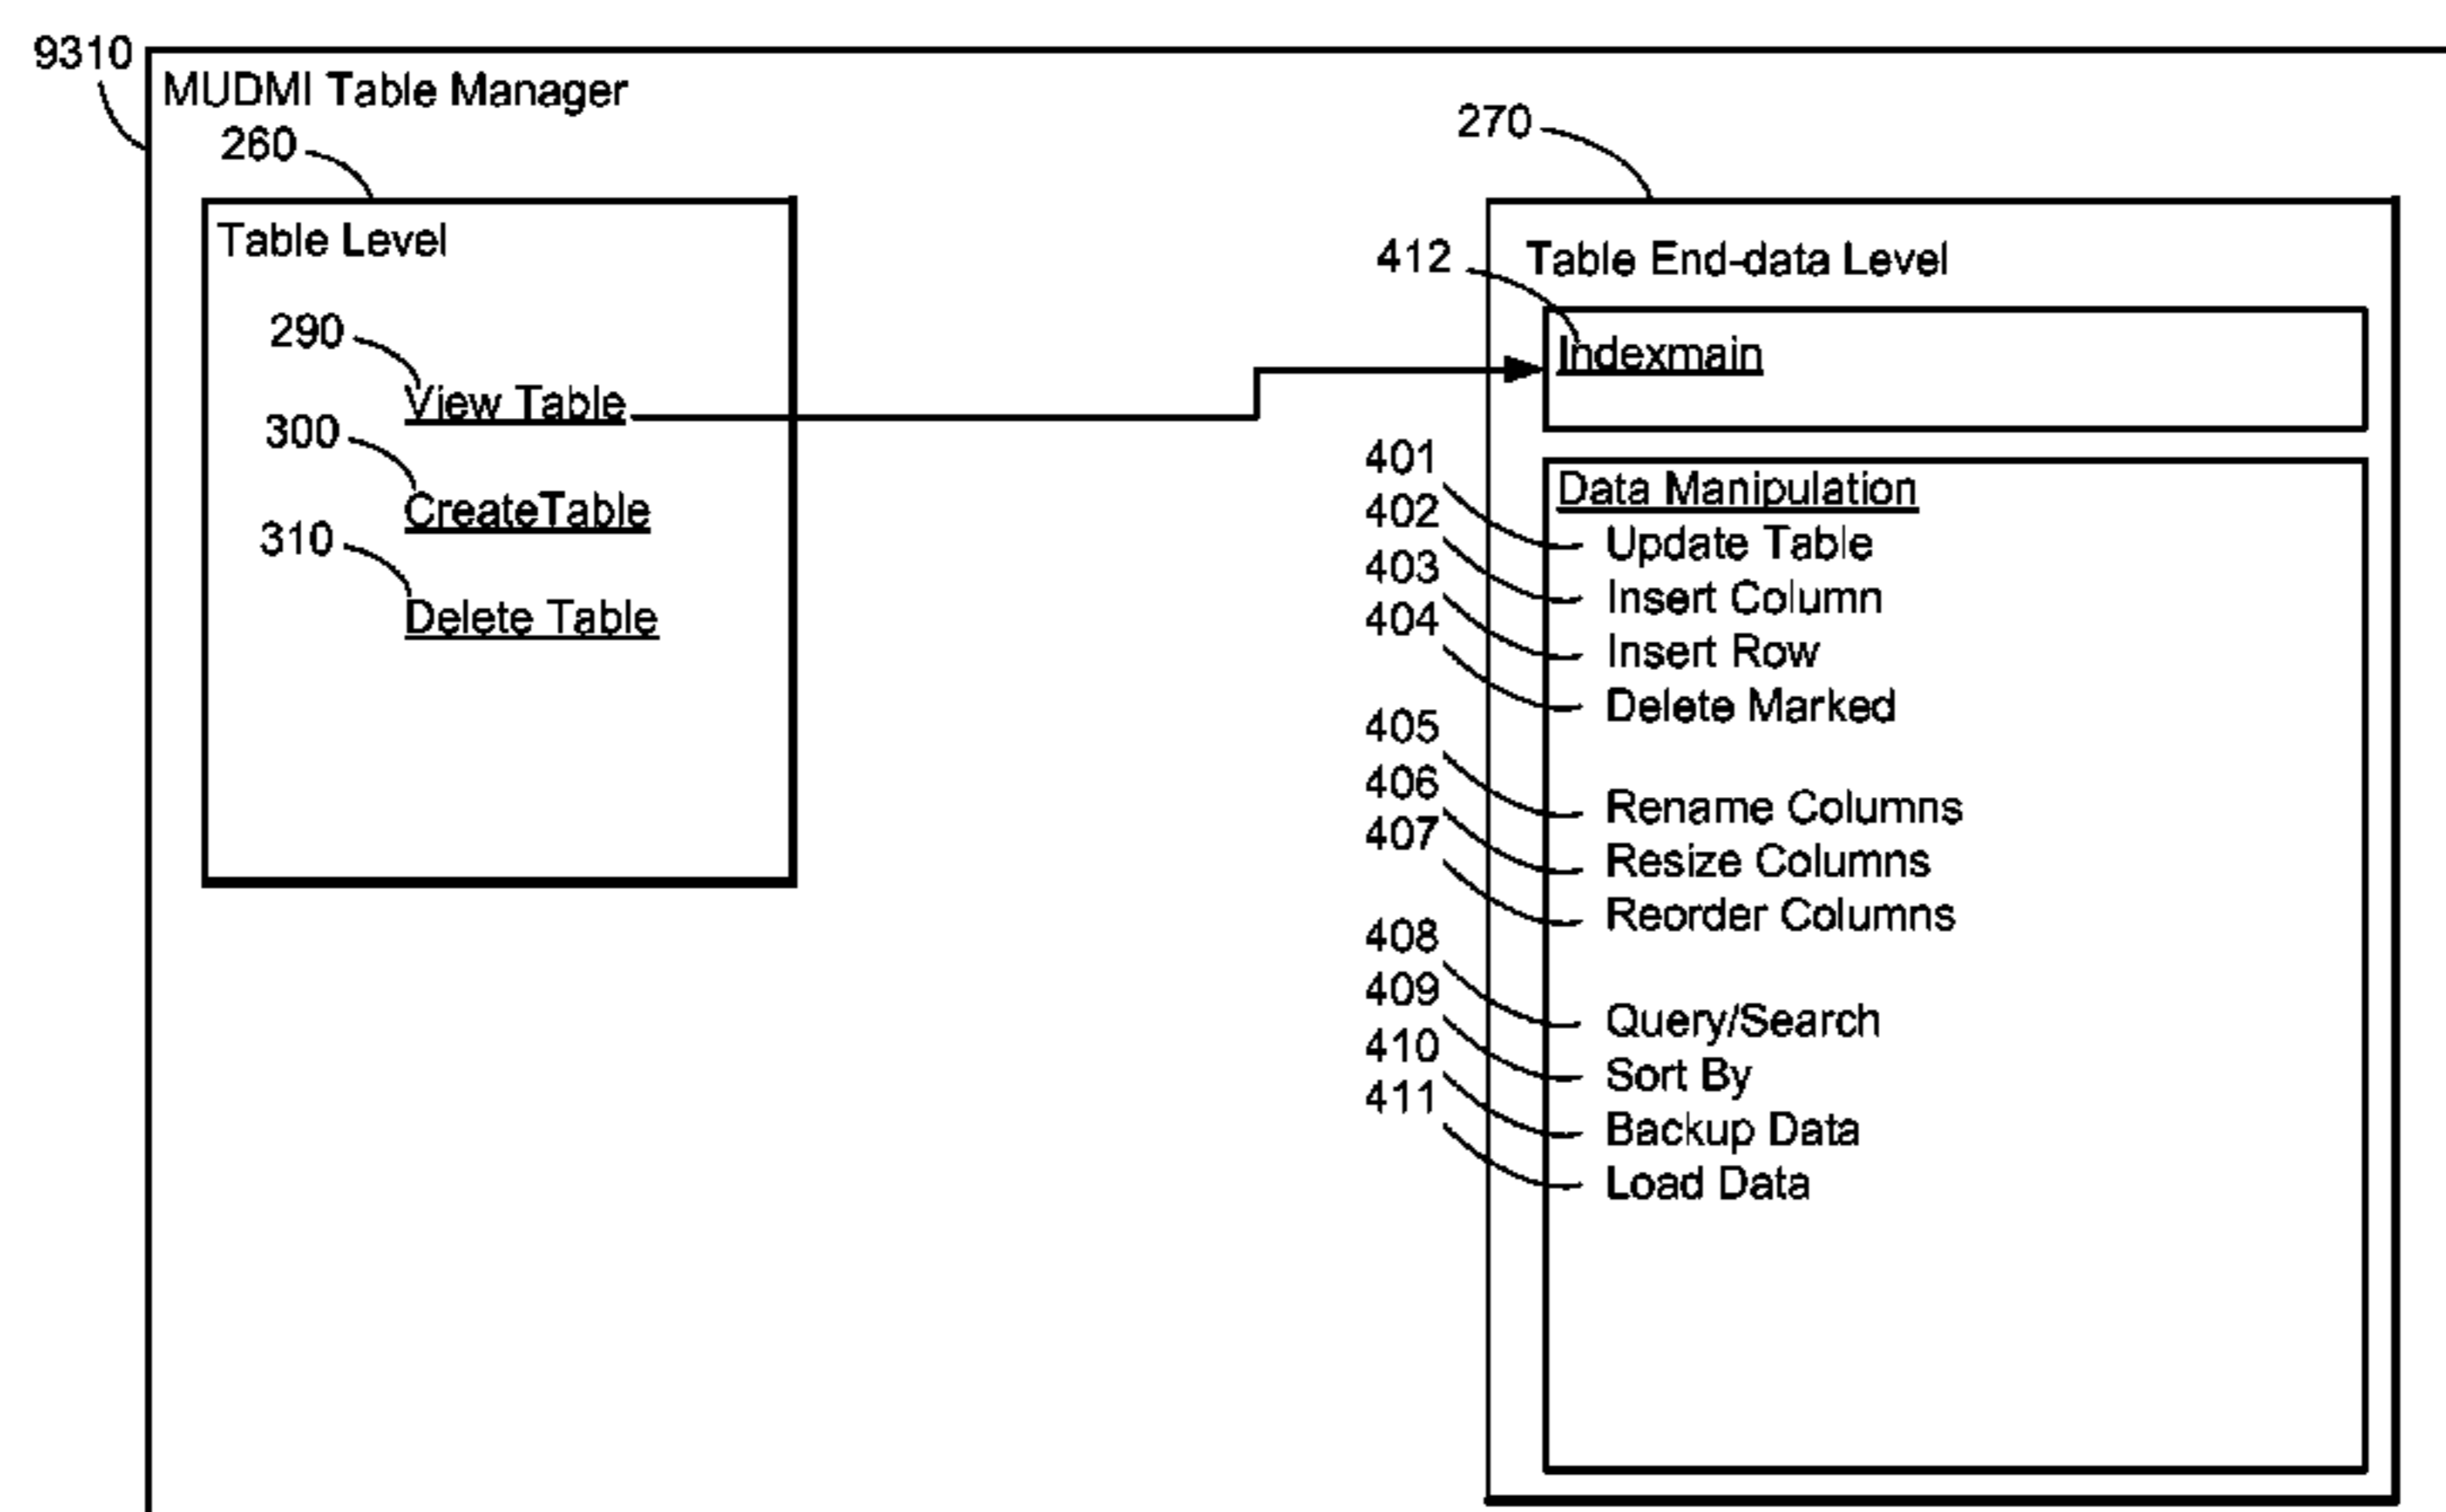 9310
MUDMI Table Manager
260
Table Level
290
View Table
300
CreateTable
310
Delete Table
270
Table End-data Level
412
Indexmain
Data Manipulation
401
Update Table
402
Insert Column
403
Insert Row
404
Delete Marked
405
Rename Columns
406
Resize Columns
407
Reorder Columns
408
Query/Search
409
Sort By
410
Backup Data
411
Load Data